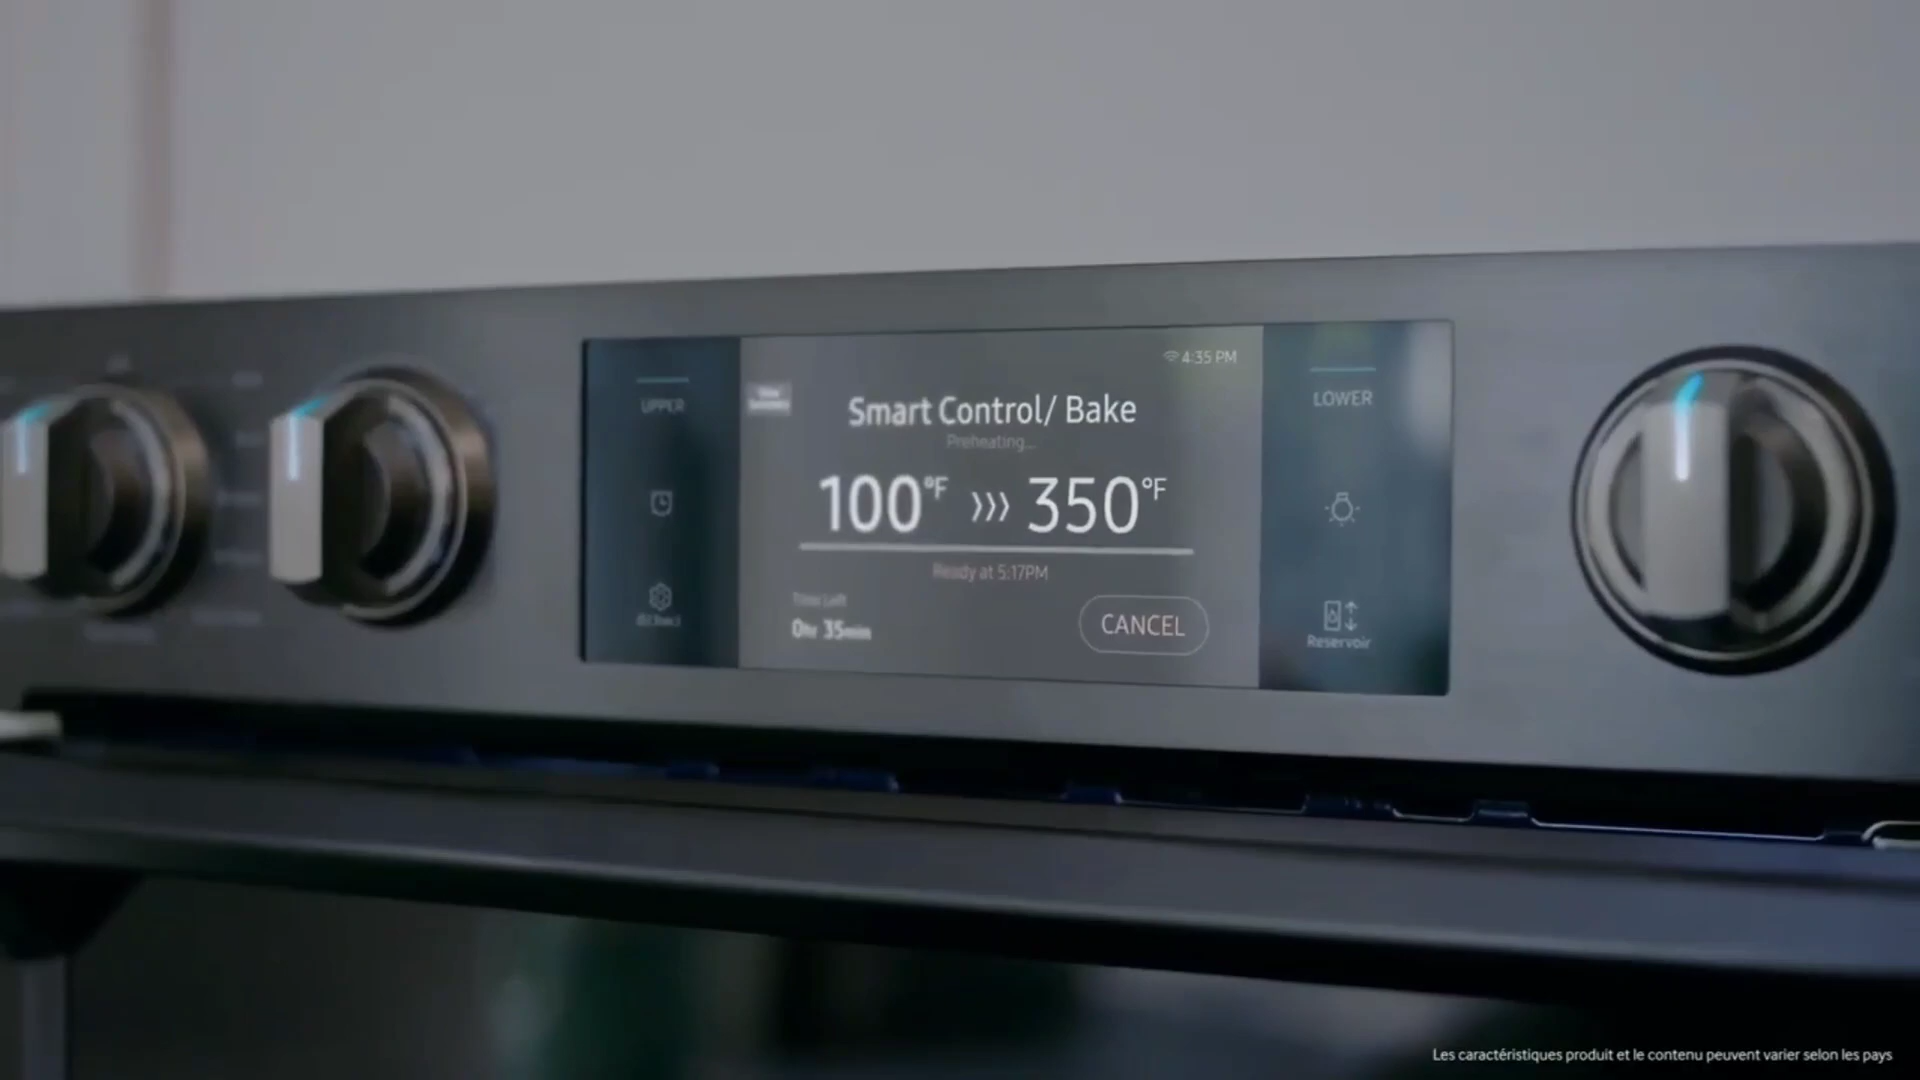 4:35 PM
UPPER
LOWER
Smart Control/ Bake
Preheating...
100°F >>> 350°F
Ready at 5:17PM
Time Left
0hr 35min
CANCEL
Reservoir
Les caractéristiques produit et le contenu peuvent varier selon les pays